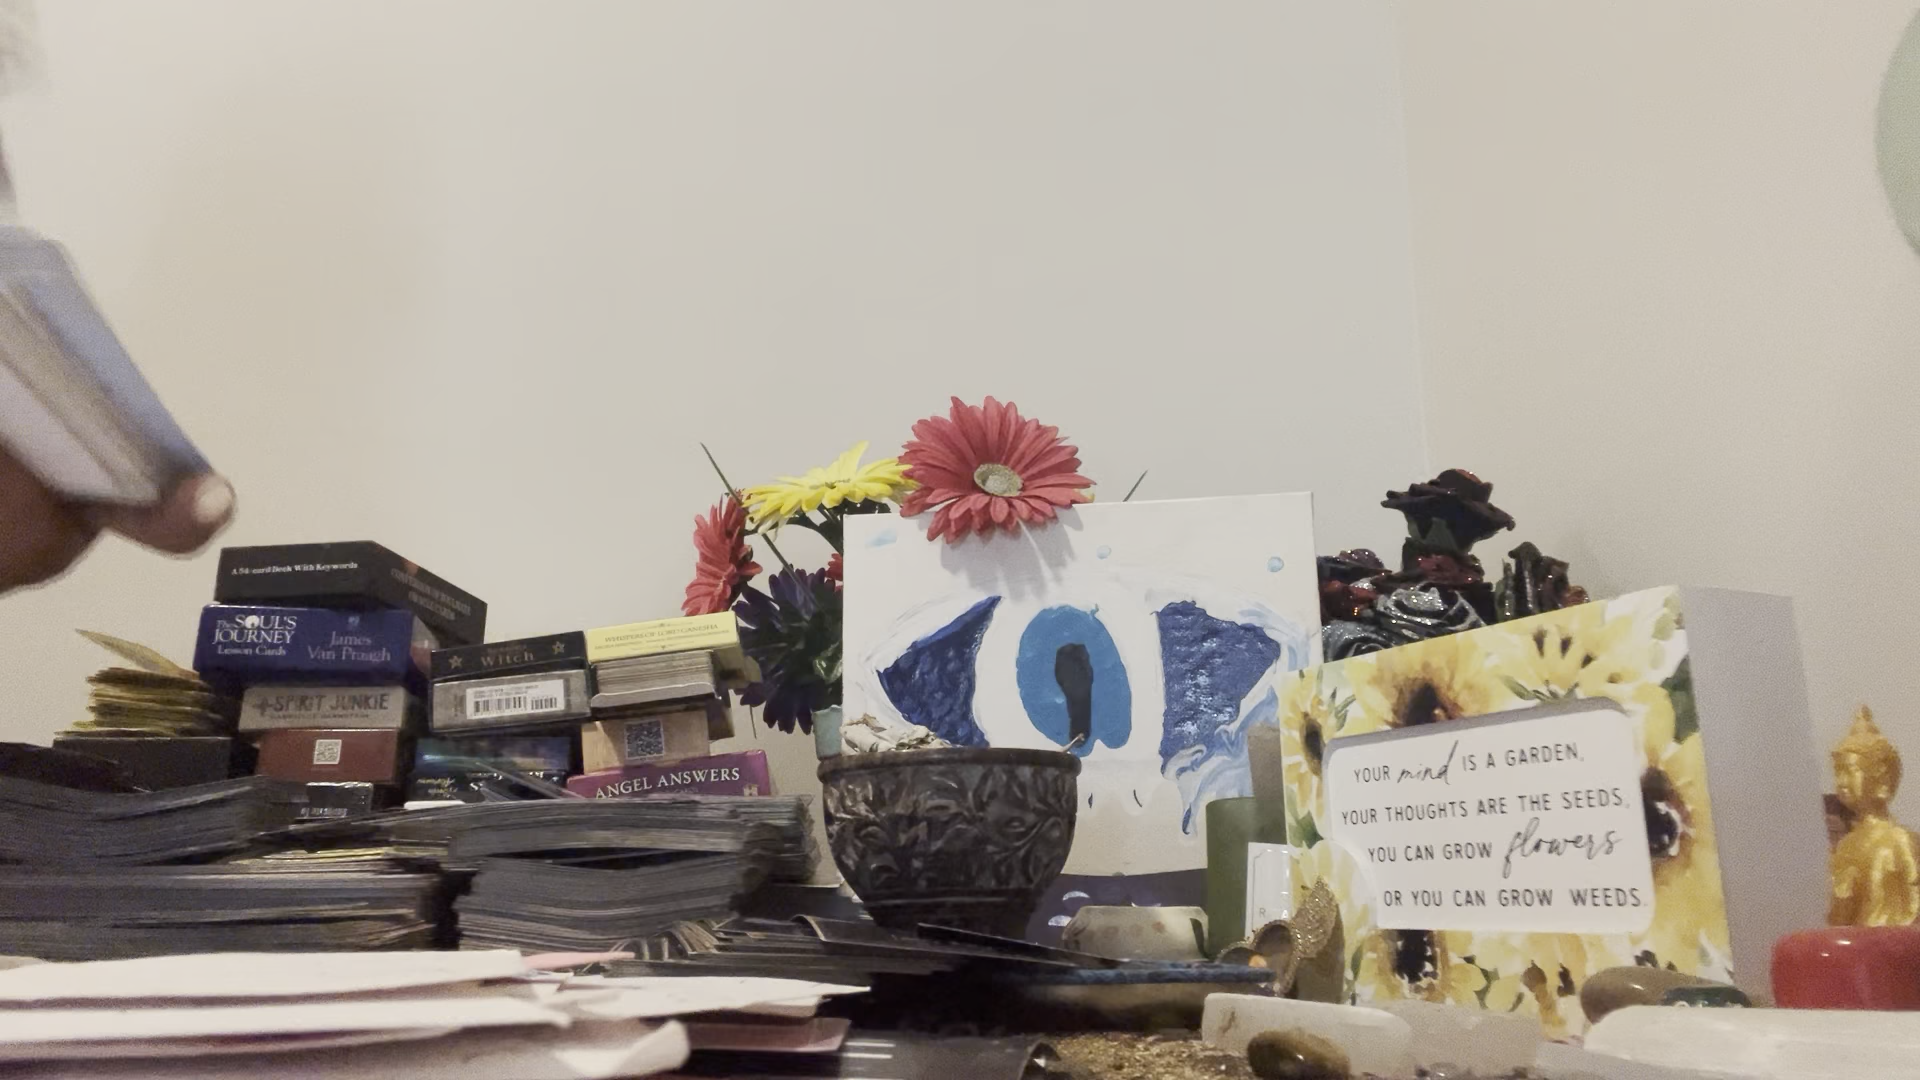 A 54-card Deck With Keywords
The SOUL'S
JOURNEY
Lesson Cards
James
Van Praagh
SPIRIT JUNKIE
GABRIELLE BERNSTEIN
Witch
WHISPERS OF LORD GANESHA
ANGEL ANSWERS
YOUR mind IS A GARDEN,
YOUR THOUGHTS ARE THE SEEDS,
YOU CAN GROW flowers
OR YOU CAN GROW WEEDS.
R